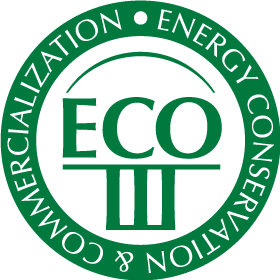 ENERGY CONSERVATION & COMMERCIALIZATION •
ECO
III